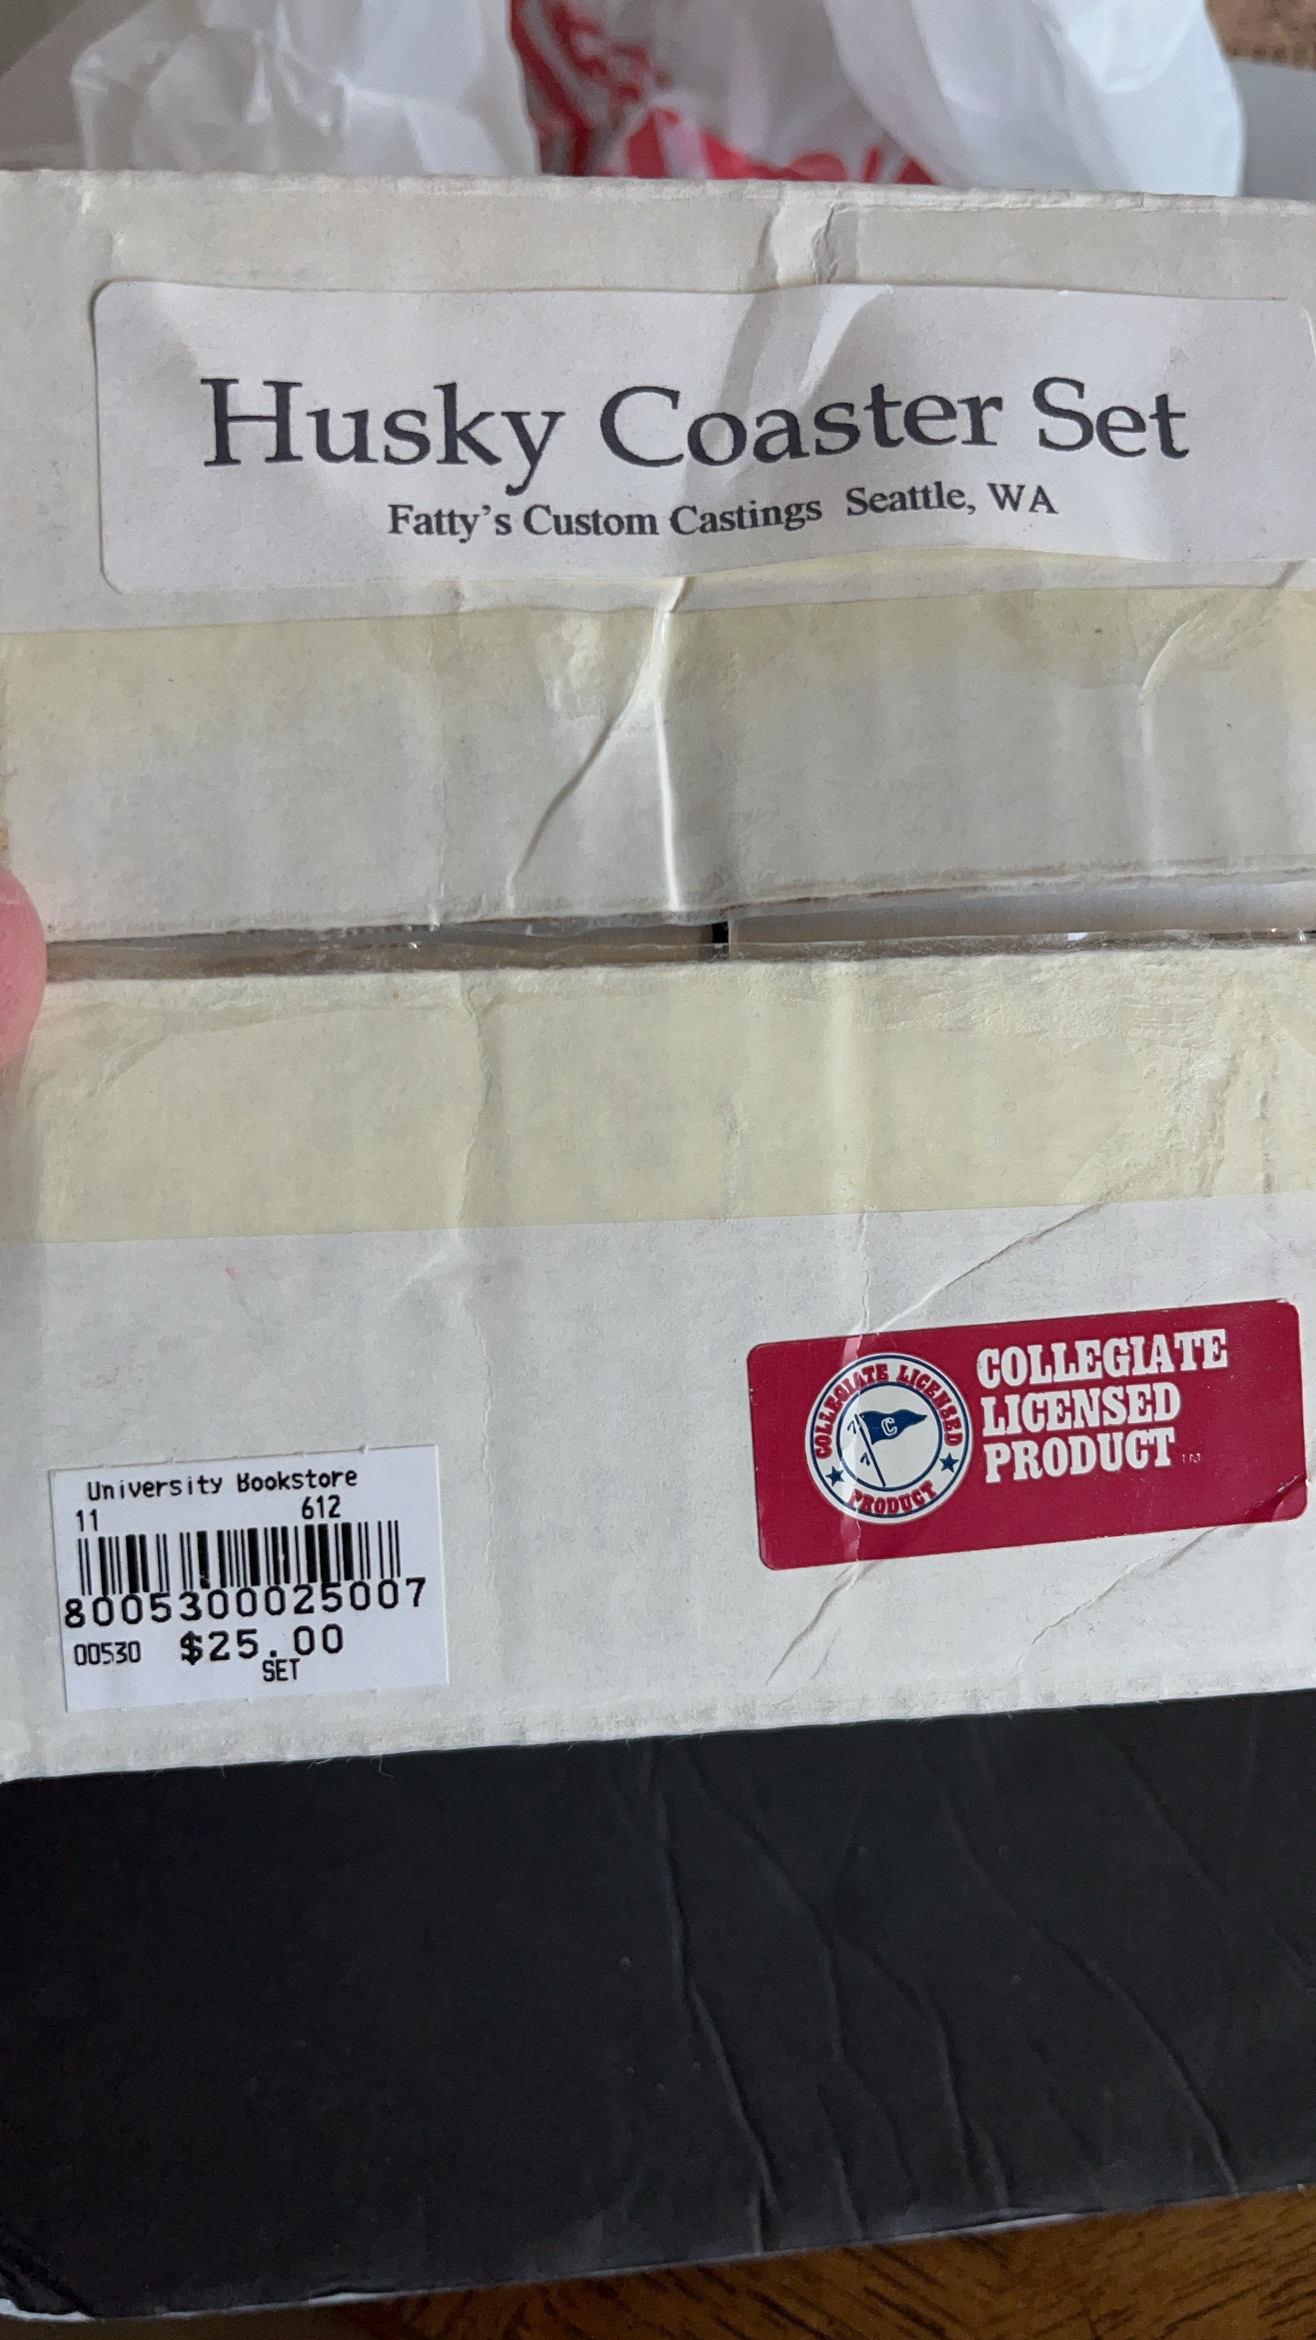 Husky Coaster Set
Fatty's Custom Castings Seattle, WA
COLLEGIATE
LICENSED
PRODUCT
COLLEGIATE LICENSED
PRODUCT
C
University Bookstore
11 612
8005300025007
00530 $25.00
SET